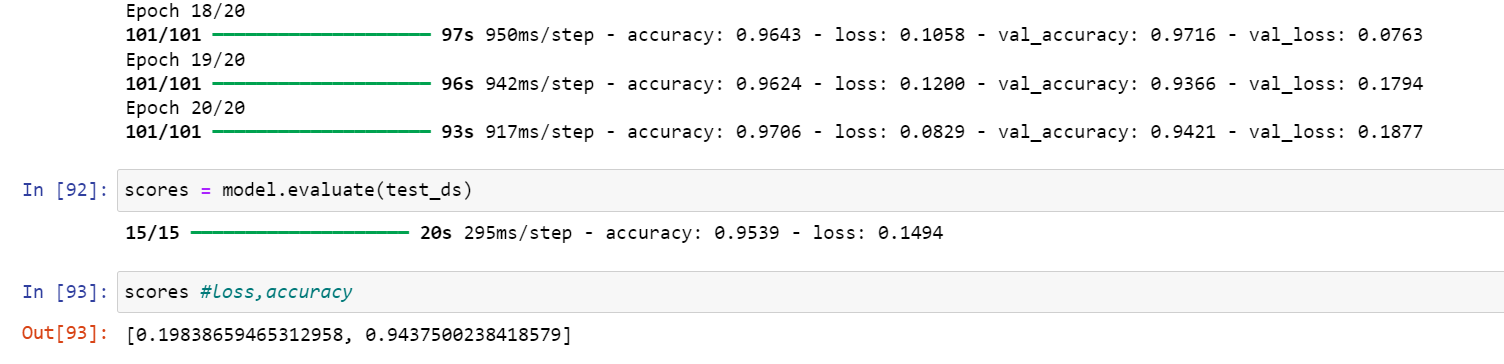 Epoch 18/20
101/101 ━━━━━━━━━━━━━━━━━━━━ 97s 950ms/step - accuracy: 0.9643 - loss: 0.1058 - val_accuracy: 0.9716 - val_loss: 0.0763
Epoch 19/20
101/101 ━━━━━━━━━━━━━━━━━━━━ 96s 942ms/step - accuracy: 0.9624 - loss: 0.1200 - val_accuracy: 0.9366 - val_loss: 0.1794
Epoch 20/20
101/101 ━━━━━━━━━━━━━━━━━━━━ 93s 917ms/step - accuracy: 0.9706 - loss: 0.0829 - val_accuracy: 0.9421 - val_loss: 0.1877
In [92]: scores = model.evaluate(test_ds)
15/15 ━━━━━━━━━━━━━━━━━━━━ 20s 295ms/step - accuracy: 0.9539 - loss: 0.1494
In [93]: scores #loss,accuracy
Out[93]: [0.19838659465312958, 0.9437500238418579]